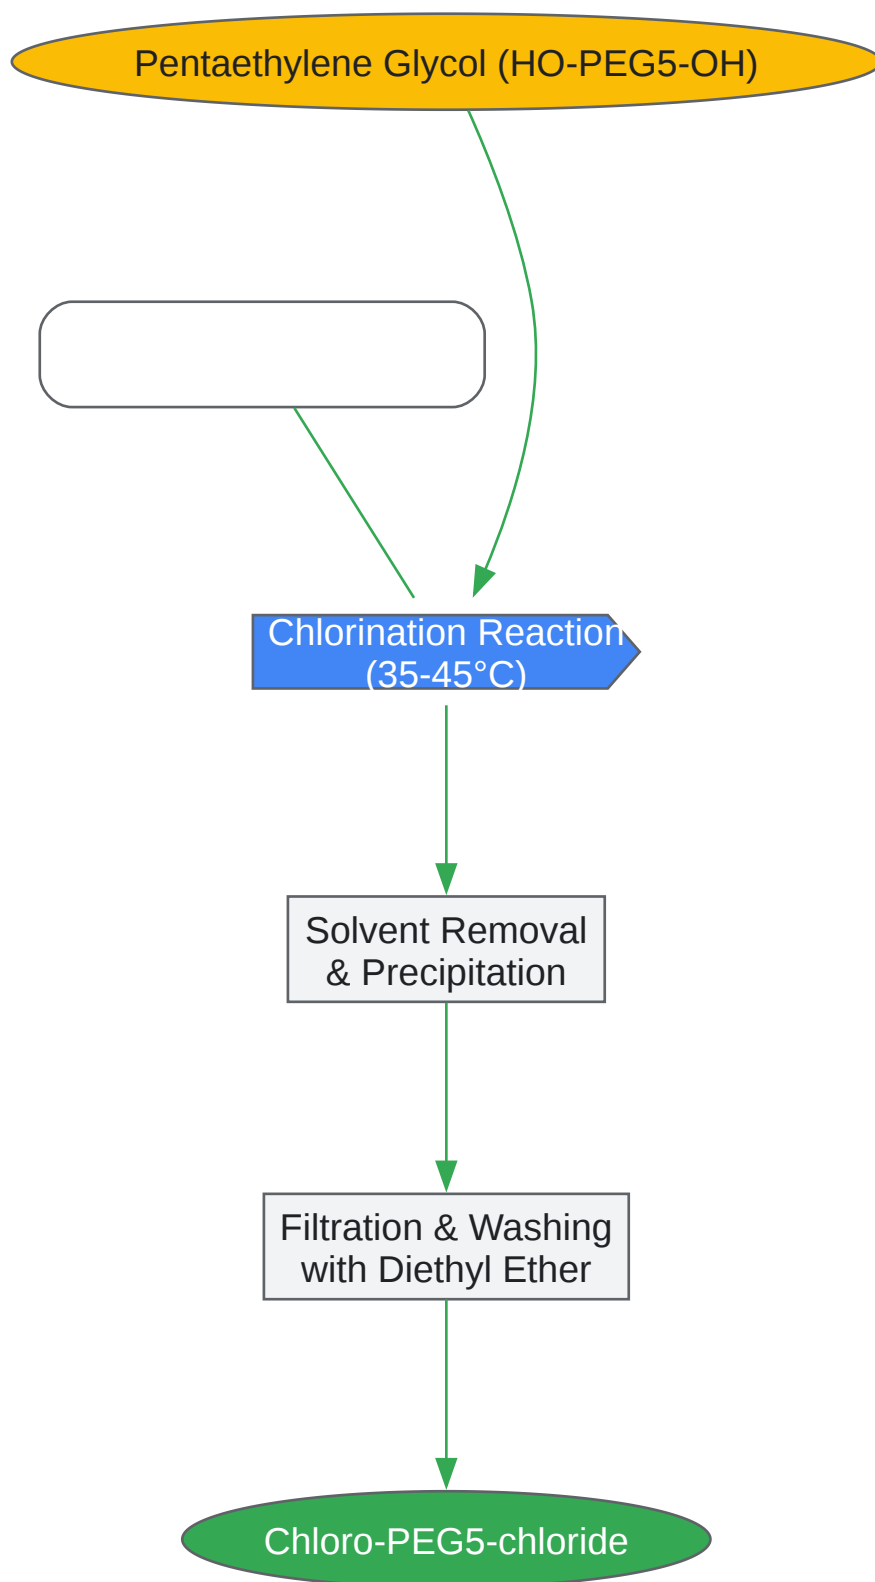 Pentaethylene Glycol (HO-PEG5-OH)
Chlorination Reaction
(35-45°C)
Solvent Removal
& Precipitation
Filtration & Washing
with Diethyl Ether
Chloro-PEG5-chloride